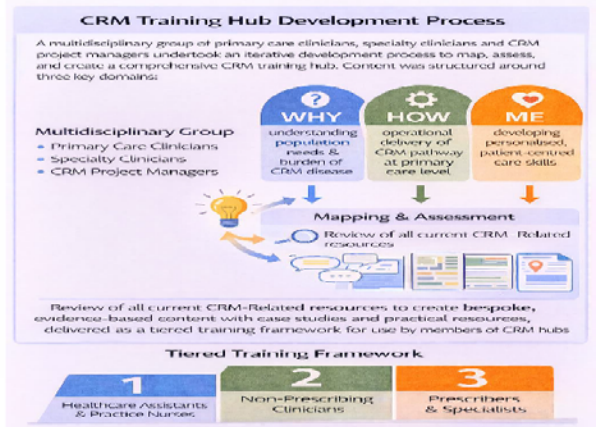 CRM Training Hub Development Process
A multidisciplinary group of primary care clinicians, specialty clinicians and CRM
project managers undertook an iterative development process to map, assess,
and create a comprehensive CRM training hub. Content was structured around
three key domains:
WHY
understanding
population
needs &
burden of
CRM disease
HOW
operational
delivery of
CRM pathway
at primary
care level
ME
developing
personalised,
patient-centred
care skills
Multidisciplinary Group
Primary Care Clinicians
Specialty Clinicians
CRM Project Managers
Mapping & Assessment
Review of all current CRM Related
resources
Review of all current CRM-Related resources to create bespoke,
evidence-based content with case studies and practical resources,
delivered as a tiered training framework for use by members of CRM hubs
Tiered Training Framework
1
Healthcare Assistants
& Practice Nurses
2
Non-Prescribing
Clinicians
3
Prescribers
& Specialists